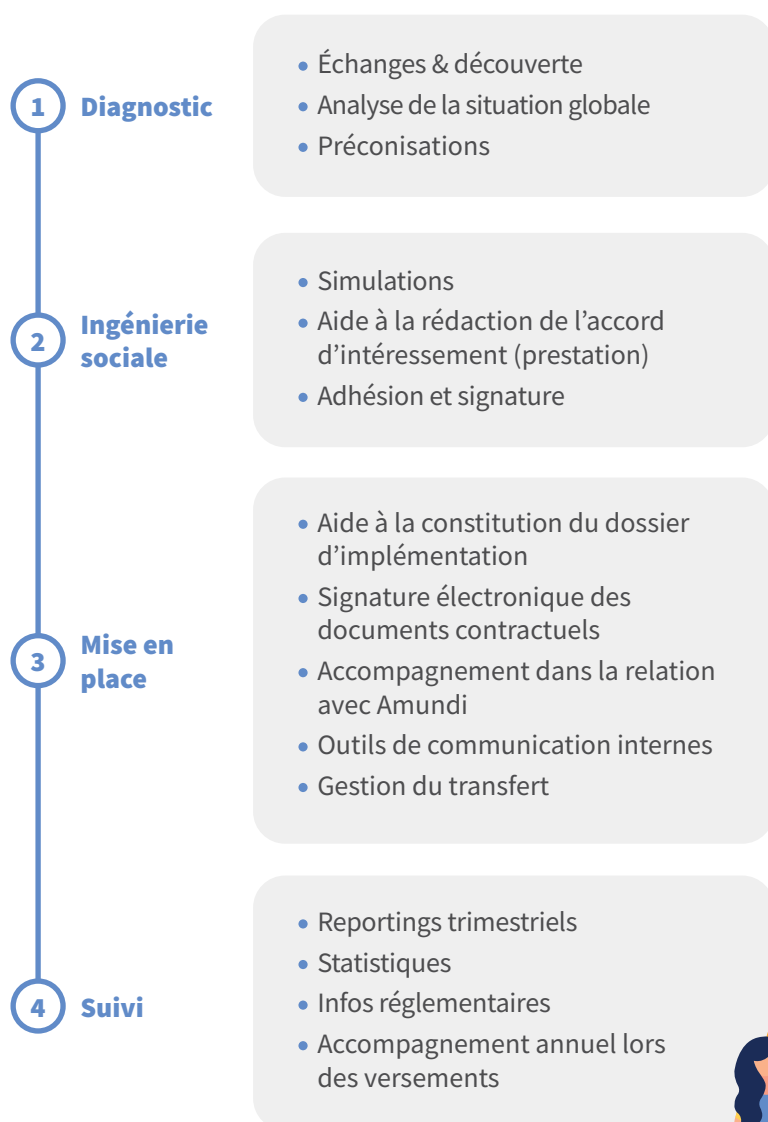 1 Diagnostic
• Échanges & découverte
• Analyse de la situation globale
• Préconisations
2 Ingénierie
sociale
• Simulations
• Aide à la rédaction de l’accord
d’intéressement (prestation)
• Adhésion et signature
3 Mise en
place
• Aide à la constitution du dossier
d’implémentation
• Signature électronique des
documents contractuels
• Accompagnement dans la relation
avec Amundi
• Outils de communication internes
• Gestion du transfert
4 Suivi
• Reportings trimestriels
• Statistiques
• Infos réglementaires
• Accompagnement annuel lors
des versements